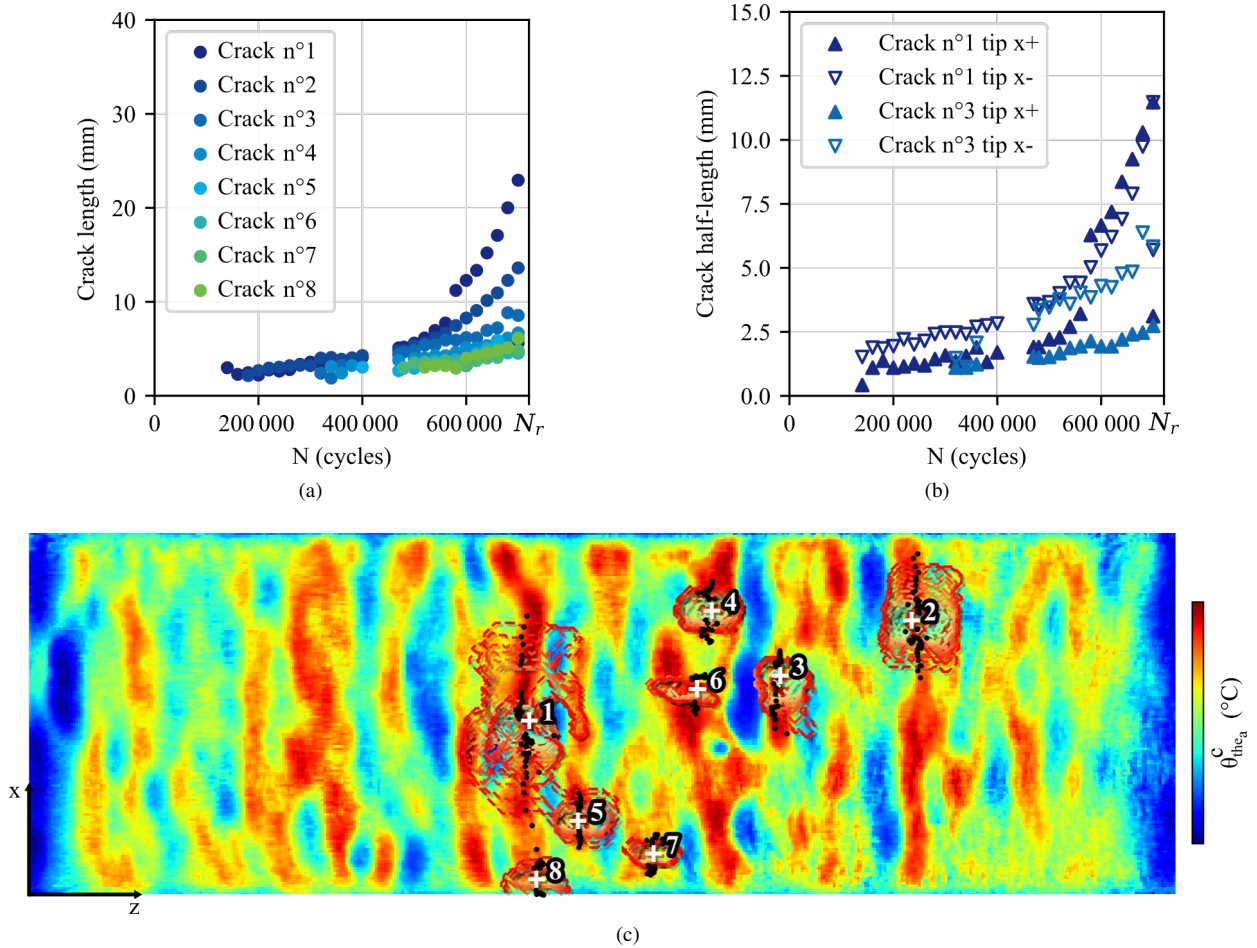 40
30
20
10
0
Crack length (mm)
Crack n°1
Crack n°2
Crack n°3
Crack n°4
Crack n°5
Crack n°6
Crack n°7
Crack n°8
0
200 000
400 000
600 000
N_r
N (cycles)
(a)
15.0
12.5
10.0
7.5
5.0
2.5
0.0
Crack half-length (mm)
Crack n°1 tip x+
Crack n°1 tip x-
Crack n°3 tip x+
Crack n°3 tip x-
0
200 000
400 000
600 000
N_r
N (cycles)
(b)
4
2
3
6
1
5
7
8
x
z
θ^c_the_a (°C)
(c)